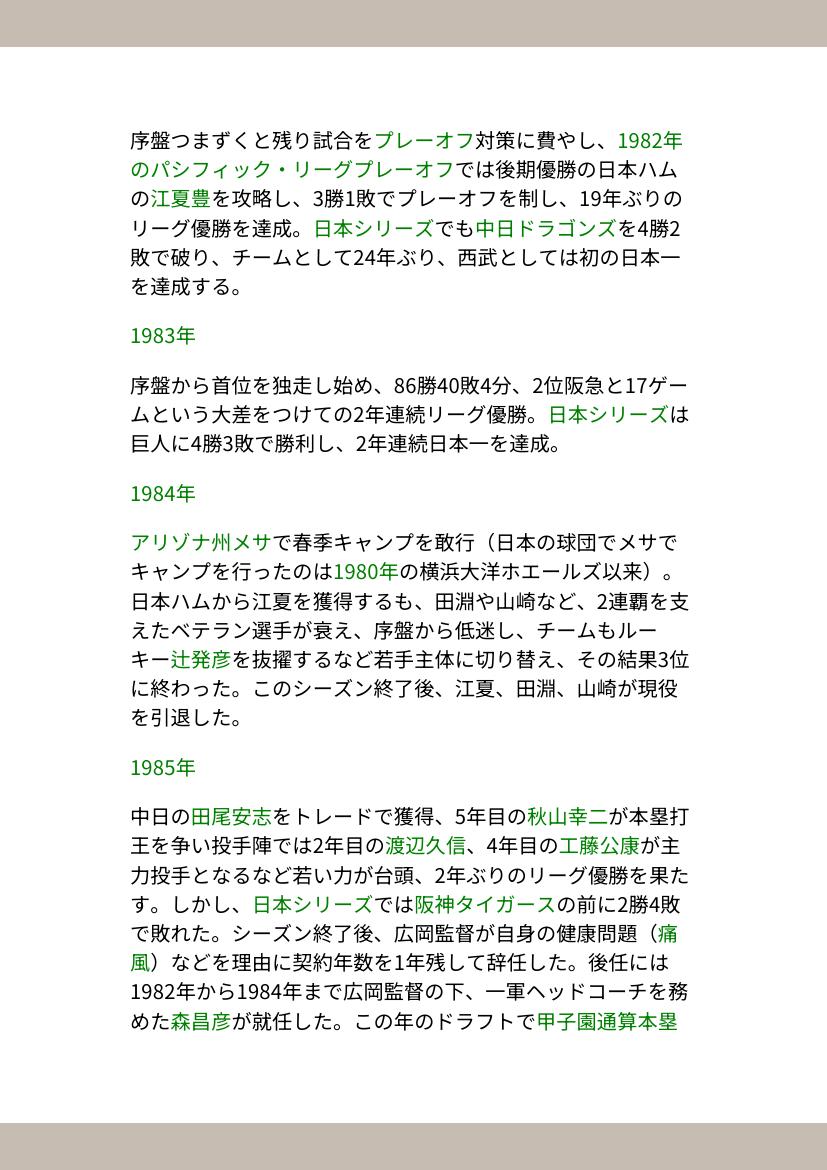 序盤つまずくと残り試合をプレーオフ対策に費やし、1982年
のパシフィック・リーグプレーオフでは後期優勝の日本ハム
の江夏豊を攻略し、3勝1敗でプレーオフを制し、19年ぶりの
リーグ優勝を達成。日本シリーズでも中日ドラゴンズを4勝2
敗で破り、チームとして24年ぶり、西武としては初の日本一
を達成する。
1983年
序盤から首位を独走し始め、86勝40敗4分、2位阪急と17ゲー
ムという大差をつけての2年連続リーグ優勝。日本シリーズは
巨人に4勝3敗で勝利し、2年連続日本一を達成。
1984年
アリゾナ州メサで春季キャンプを敢行（日本の球団でメサで
キャンプを行ったのは1980年の横浜大洋ホエールズ以来）。
日本ハムから江夏を獲得するも、田淵や山崎など、2連覇を支
えたベテラン選手が衰え、序盤から低迷し、チームもルー
キー辻発彦を抜擢するなど若手主体に切り替え、その結果3位
に終わった。このシーズン終了後、江夏、田淵、山崎が現役
を引退した。
1985年
中日の田尾安志をトレードで獲得、5年目の秋山幸二が本塁打
王を争い投手陣では2年目の渡辺久信、4年目の工藤公康が主
力投手となるなど若い力が台頭、2年ぶりのリーグ優勝を果た
す。しかし、日本シリーズでは阪神タイガースの前に2勝4敗
で敗れた。シーズン終了後、広岡監督が自身の健康問題（痛
風）などを理由に契約年数を1年残して辞任した。後任には
1982年から1984年まで広岡監督の下、一軍ヘッドコーチを務
めた森昌彦が就任した。この年のドラフトで甲子園通算本塁